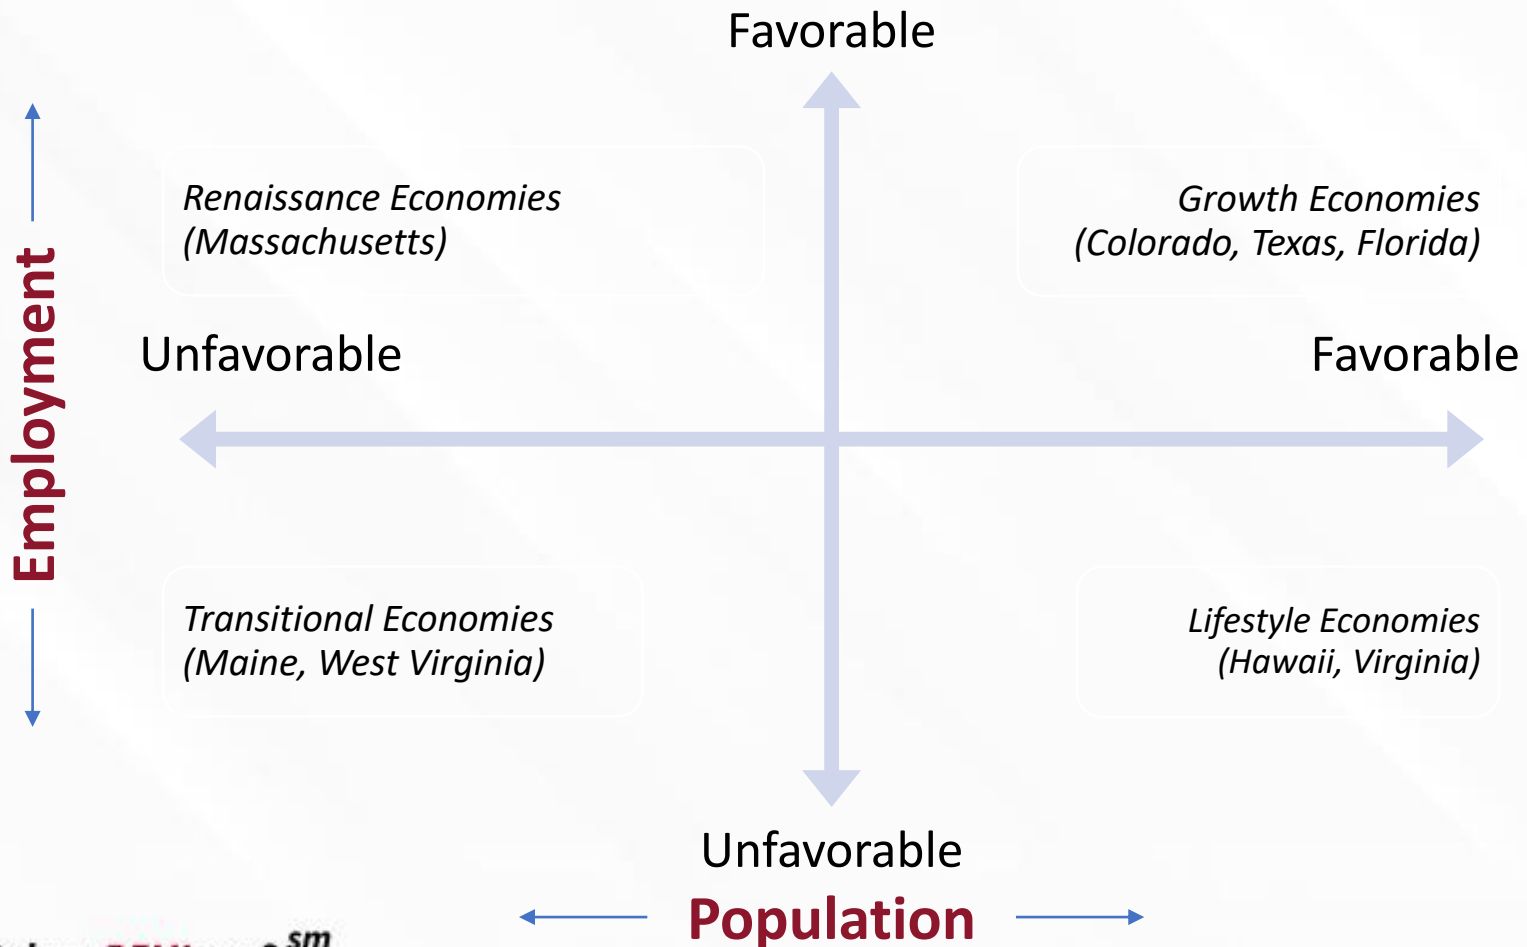 Favorable
Renaissance Economies
(Massachusetts)
Growth Economies
(Colorado, Texas, Florida)
Employment
Unfavorable
Favorable
Transitional Economies
(Maine, West Virginia)
Lifestyle Economies
(Hawaii, Virginia)
Unfavorable
Population
sm